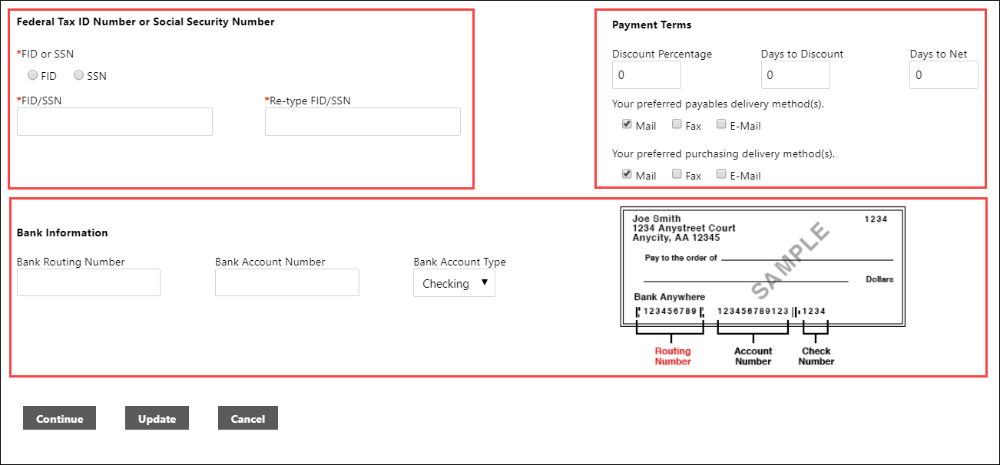 Federal Tax ID Number or Social Security Number
*FID or SSN
FID SSN
*FID/SSN *Re-type FID/SSN
Payment Terms
Discount Percentage Days to Discount Days to Net
0 0 0
Your preferred payables delivery method(s).
Mail Fax E-Mail
Your preferred purchasing delivery method(s).
Mail Fax E-Mail
Bank Information
Bank Routing Number Bank Account Number Bank Account Type
Checking
Joe Smith 1234
1234 Anystreet Court
Anycity, AA 12345
SAMPLE
Pay to the order of
Dollars
Bank Anywhere
123456789 123456789123 1234
Routing Account Check
Number Number Number
Continue Update Cancel